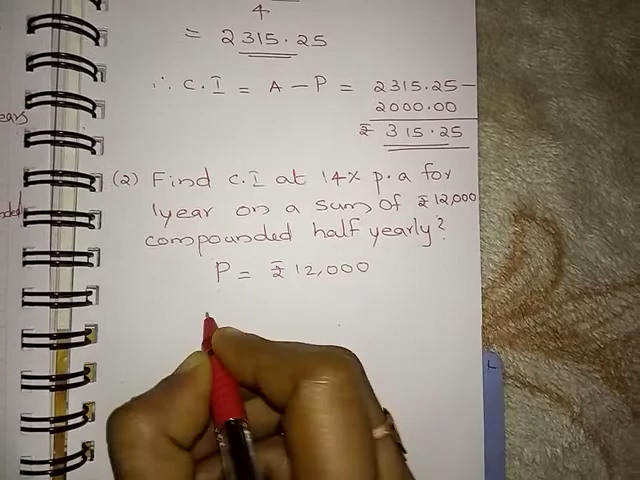 4
= 2315.25
∴ C.I = A - P = 2315.25 -
2000.00
₹ 315.25
(2) Find C.I at 14% p.a for
1year on a sum of ₹12,000
compounded half yearly?
P = ₹12,000